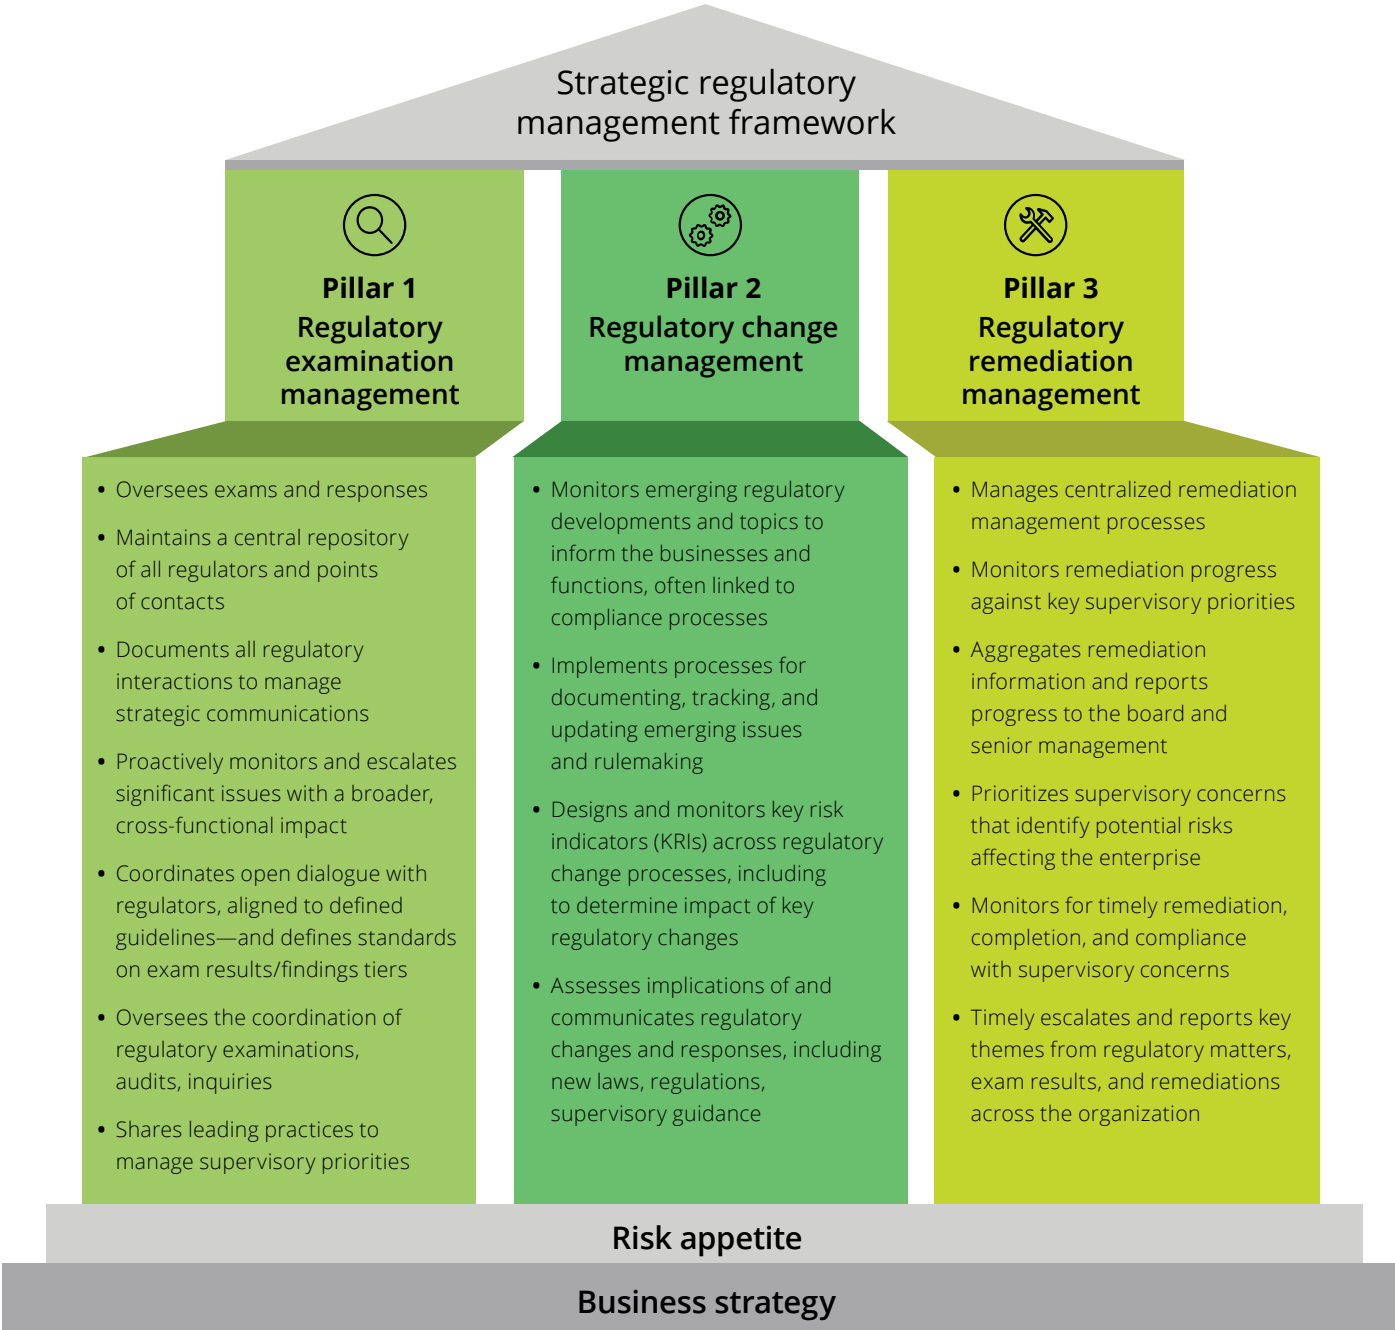 Strategic regulatory
management framework
Pillar 1
Regulatory
examination
management
• Oversees exams and responses
• Maintains a central repository
of all regulators and points
of contacts
• Documents all regulatory
interactions to manage
strategic communications
• Proactively monitors and escalates
significant issues with a broader,
cross-functional impact
• Coordinates open dialogue with
regulators, aligned to defined
guidelines—and defines standards
on exam results/findings tiers
• Oversees the coordination of
regulatory examinations,
audits, inquiries
• Shares leading practices to
manage supervisory priorities
Pillar 2
Regulatory change
management
• Monitors emerging regulatory
developments and topics to
inform the businesses and
functions, often linked to
compliance processes
• Implements processes for
documenting, tracking, and
updating emerging issues
and rulemaking
• Designs and monitors key risk
indicators (KRIs) across regulatory
change processes, including
to determine impact of key
regulatory changes
• Assesses implications of and
communicates regulatory
changes and responses, including
new laws, regulations,
supervisory guidance
Pillar 3
Regulatory
remediation
management
• Manages centralized remediation
management processes
• Monitors remediation progress
against key supervisory priorities
• Aggregates remediation
information and reports
progress to the board and
senior management
• Prioritizes supervisory concerns
that identify potential risks
affecting the enterprise
• Monitors for timely remediation,
completion, and compliance
with supervisory concerns
• Timely escalates and reports key
themes from regulatory matters,
exam results, and remediations
across the organization
Risk appetite
Business strategy